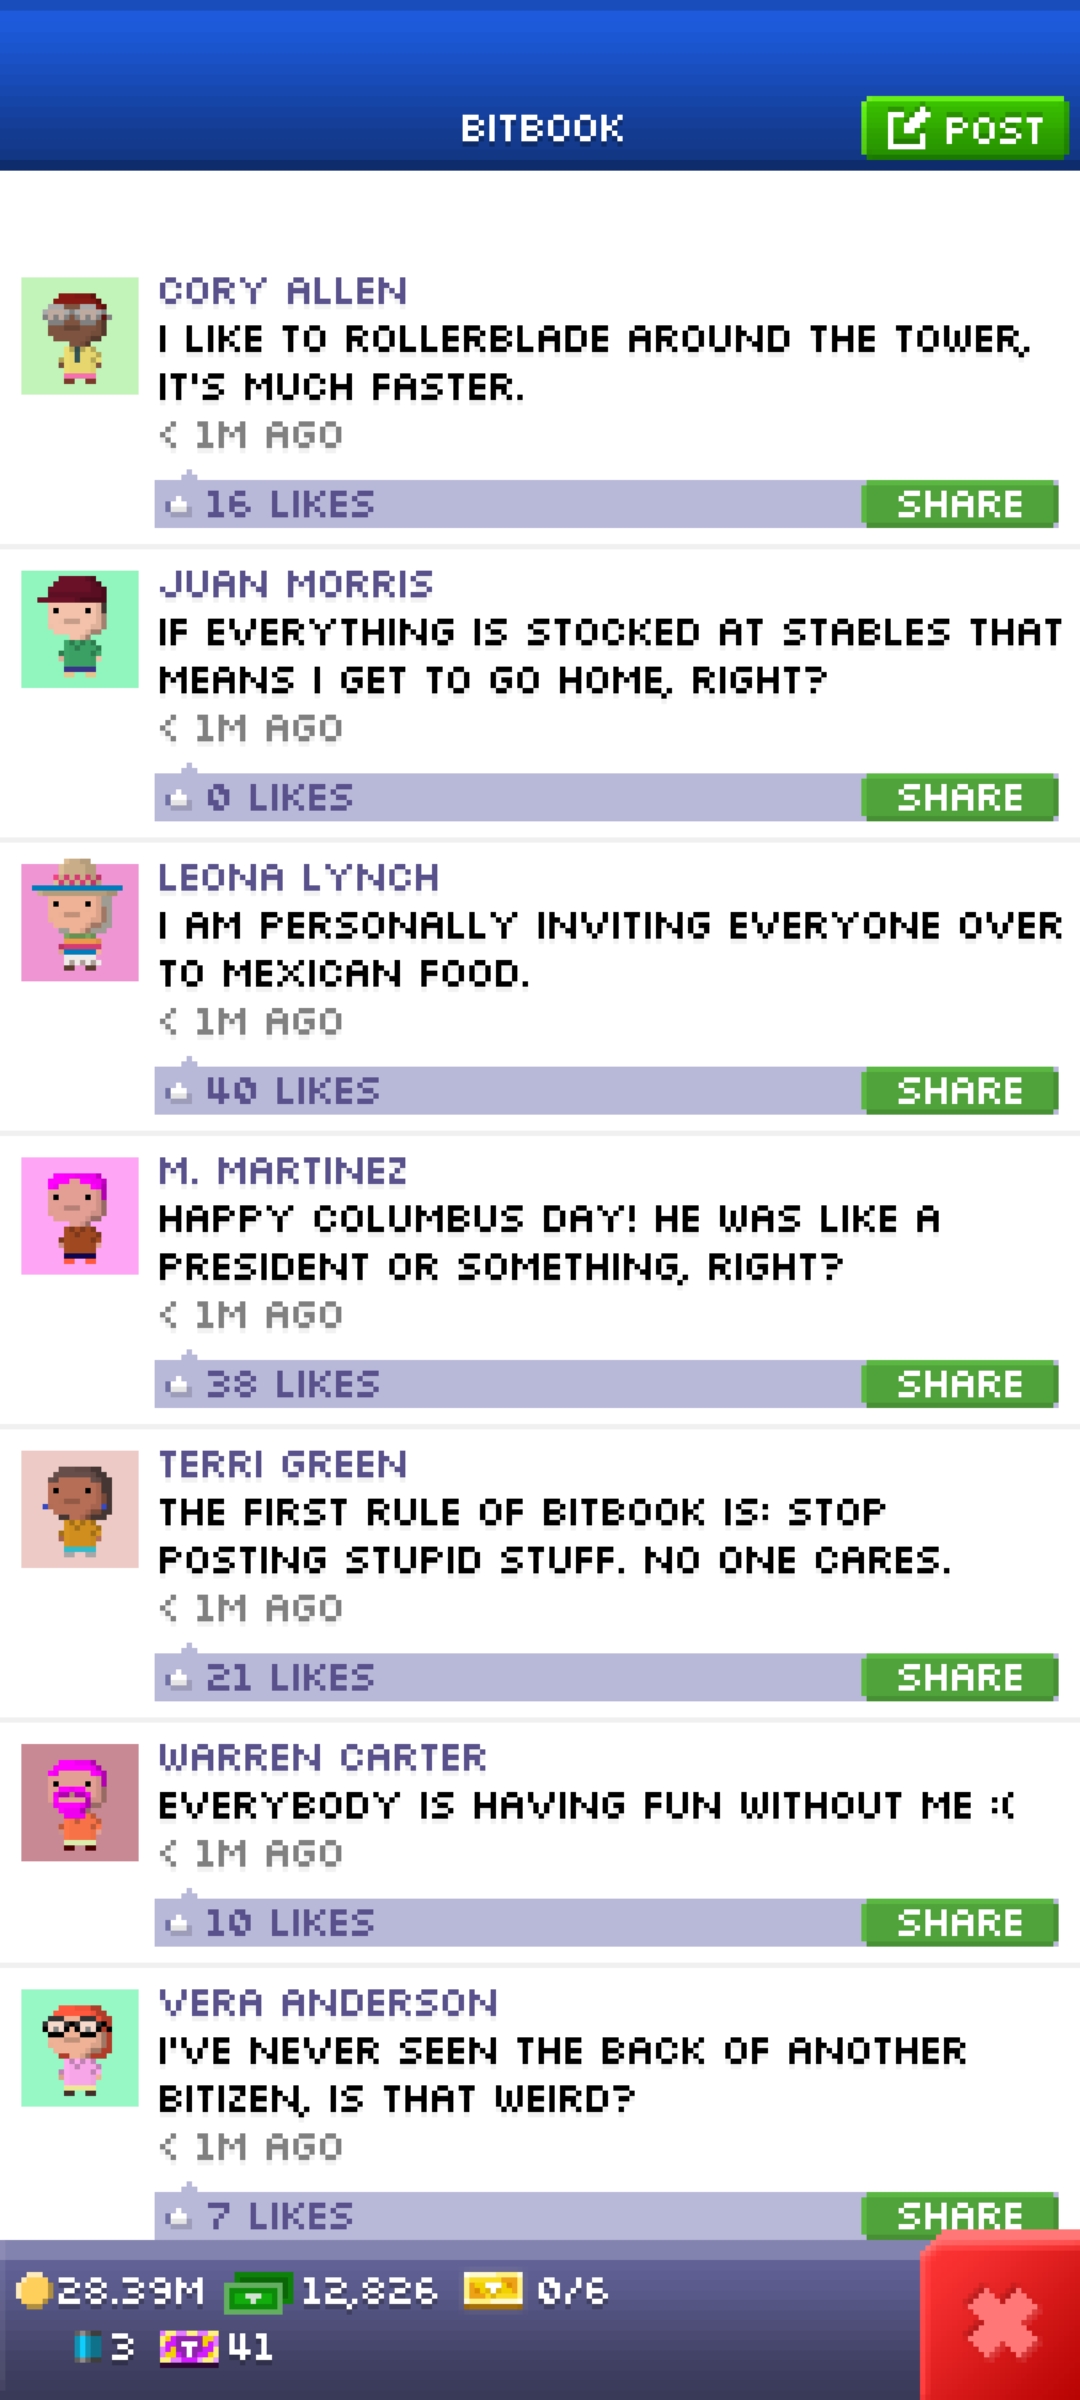 BITBOOK
POST
CORY ALLEN
I LIKE TO ROLLERBLADE AROUND THE TOWER,
IT'S MUCH FASTER.
< 1M AGO
16 LIKES
SHARE
JUAN MORRIS
IF EVERYTHING IS STOCKED AT STABLES THAT
MEANS I GET TO GO HOME, RIGHT?
< 1M AGO
0 LIKES
SHARE
LEONA LYNCH
I AM PERSONALLY INVITING EVERYONE OVER
TO MEXICAN FOOD.
< 1M AGO
40 LIKES
SHARE
M. MARTINEZ
HAPPY COLUMBUS DAY! HE WAS LIKE A
PRESIDENT OR SOMETHING, RIGHT?
< 1M AGO
38 LIKES
SHARE
TERRI GREEN
THE FIRST RULE OF BITBOOK IS: STOP
POSTING STUPID STUFF. NO ONE CARES.
< 1M AGO
21 LIKES
SHARE
WARREN CARTER
EVERYBODY IS HAVING FUN WITHOUT ME :(
< 1M AGO
10 LIKES
SHARE
VERA ANDERSON
I'VE NEVER SEEN THE BACK OF ANOTHER
BITIZEN, IS THAT WEIRD?
< 1M AGO
7 LIKES
SHARE
28.39M 12,826 0/6
3 T 41